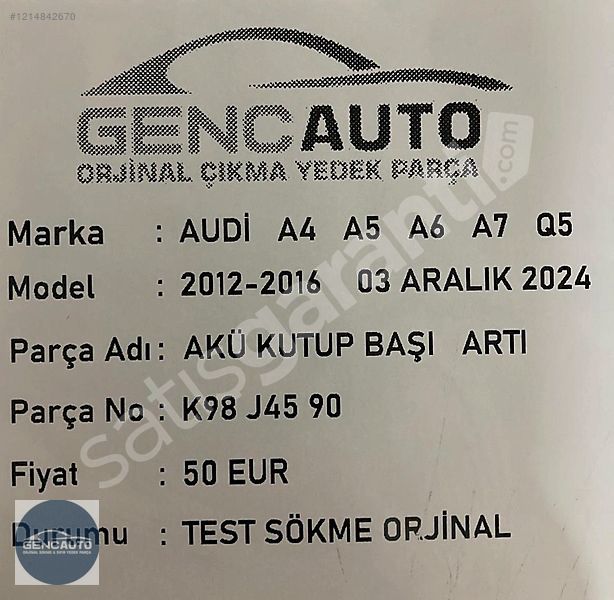 #1214842670
GENCAUTO
ORJİNAL ÇIKMA YEDEK PARÇA
Marka : AUDİ A4 A5 A6 A7 Q5
Model : 2012-2016 03 ARALIK 2024
Parça Adı : AKÜ KUTUP BAŞI ARTI
Parça No : K98 J45 90
Fiyat : 50 EUR
Durumu : TEST SÖKME ORJİNAL
satışgaranti.com
GENCAUTO